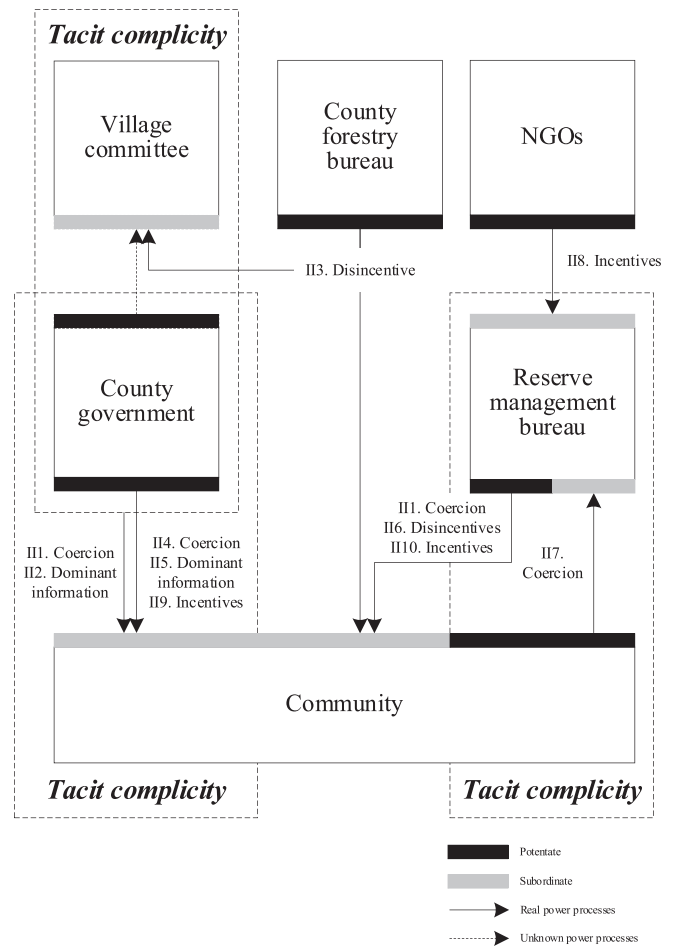 Tacit complicity
Village
committee
County
forestry
bureau
NGOs
II3. Disincentive
II8. Incentives
County
government
Reserve
management
bureau
II1. Coercion
II2. Dominant
information
II4. Coercion
II5. Dominant
information
II9. Incentives
II1. Coercion
II6. Disincentives
II10. Incentives
II7.
Coercion
Community
Tacit complicity
Tacit complicity
Potentate
Subordinate
Real power processes
Unknown power processes